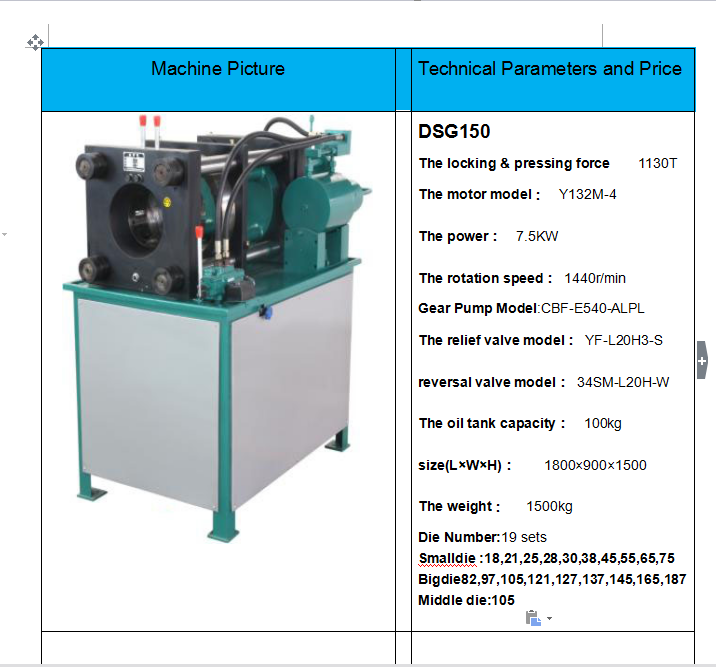 Machine Picture
Technical Parameters and Price
DSG150
The locking & pressing force 1130T
The motor model： Y132M-4
The power： 7.5KW
The rotation speed： 1440r/min
Gear Pump Model:CBF-E540-ALPL
The relief valve model： YF-L20H3-S
reversal valve model： 34SM-L20H-W
The oil tank capacity： 100kg
size(L×W×H)： 1800×900×1500
The weight： 1500kg
Die Number:19 sets
Smalldie :18,21,25,28,30,38,45,55,65,75
Bigdie82,97,105,121,127,137,145,165,187
Middle die:105